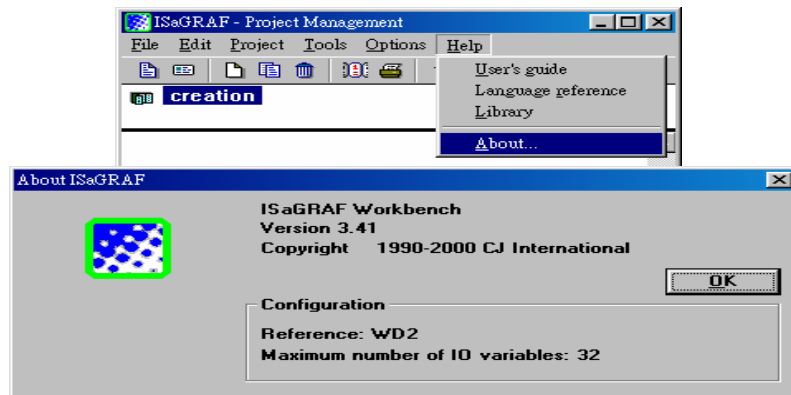 ISaGRAF - Project Management
File Edit Project Tools Options Help
User's guide
Language reference
Library
About...
creation
About ISaGRAF
ISaGRAF Workbench
Version 3.41
Copyright 1990-2000 CJ International
OK
Configuration
Reference: WD2
Maximum number of IO variables: 32